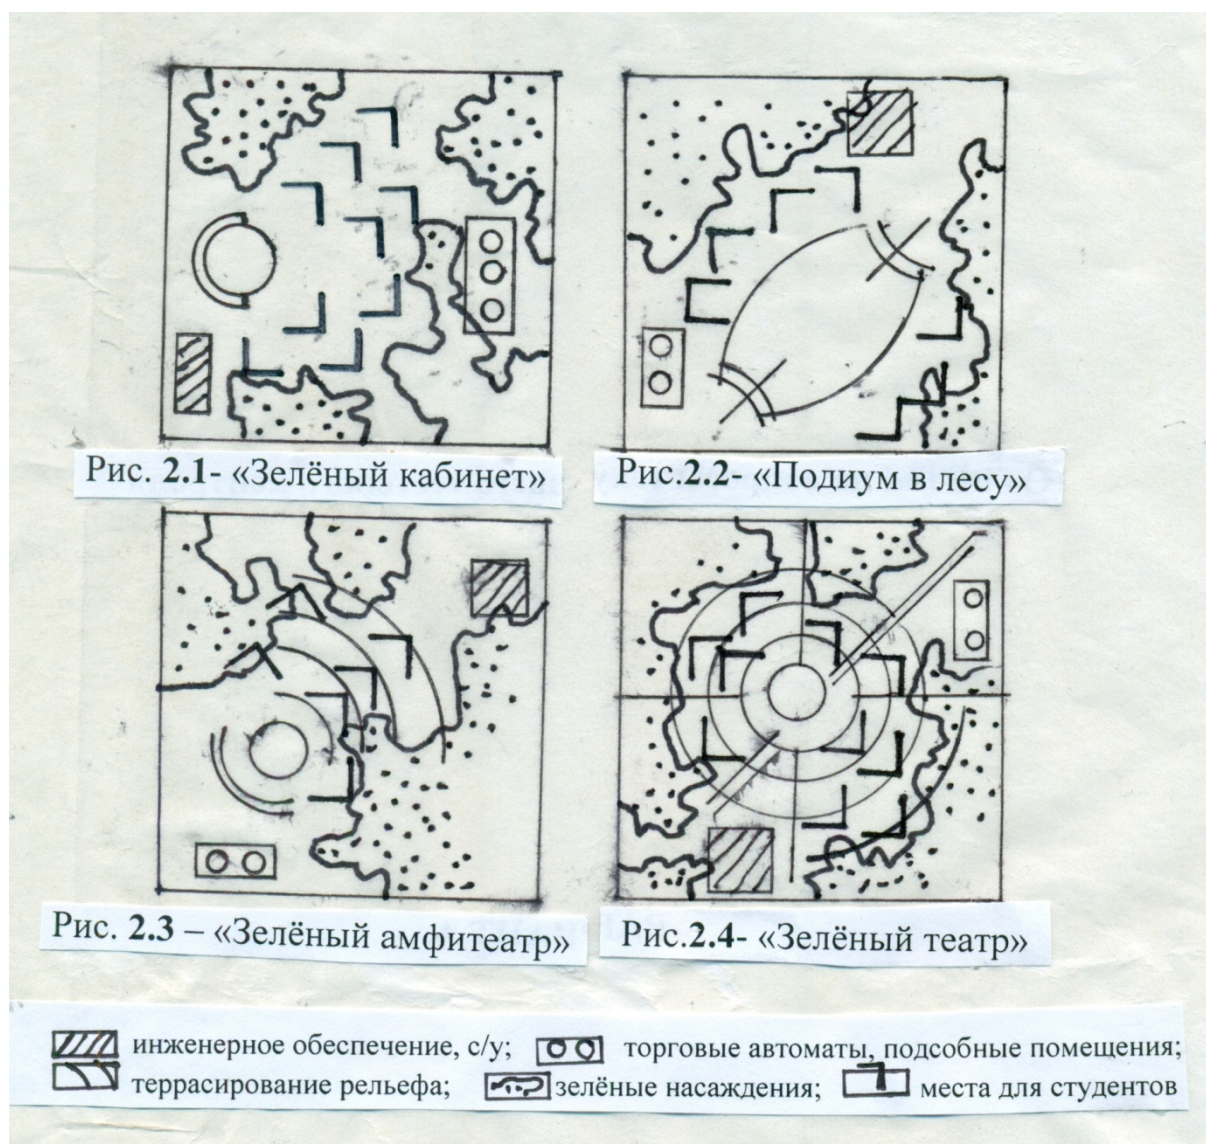 Рис. 2.1- «Зелёный кабинет»
Рис.2.2- «Подиум в лесу»
Рис. 2.3 – «Зелёный амфитеатр»
Рис.2.4- «Зелёный театр»
инженерное обеспечение, с/у; торговые автоматы, подсобные помещения;
террасирование рельефа; зелёные насаждения; места для студентов